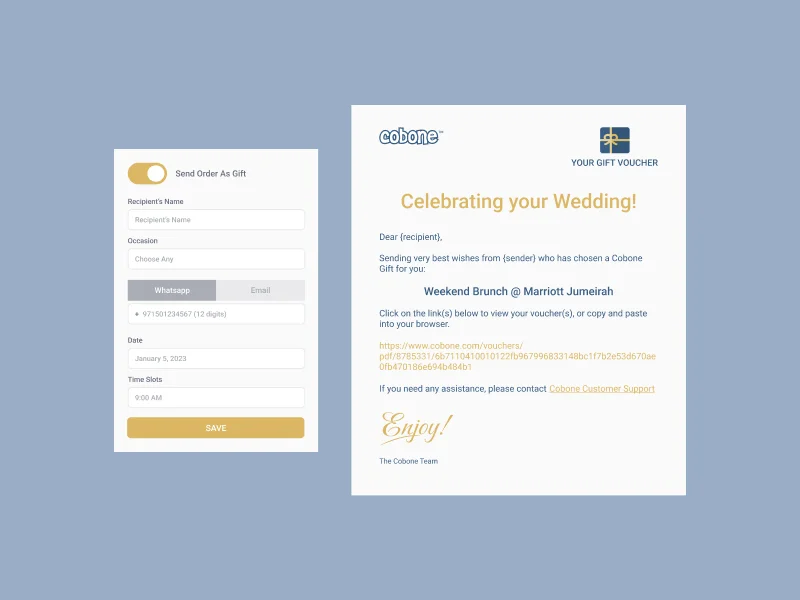 Send Order As Gift
Recipient's Name
Recipient's Name
Occasion
Choose Any
Whatsapp Email
+ 971501234567 (12 digits)
Date
January 5, 2023
Time Slots
9:00 AM
SAVE
cobone™
YOUR GIFT VOUCHER
Celebrating your Wedding!
Dear {recipient},
Sending very best wishes from {sender} who has chosen a Cobone
Gift for you:
Weekend Brunch @ Marriott Jumeirah
Click on the link(s) below to view your voucher(s), or copy and paste
into your browser.
https://www.cobone.com/vouchers/
pdf/8785331/6b7110410010122fb967996833148bc1f7b2e53d670ae
0fb470186e694b484b?
If you need any assistance, please contact Cobone Customer Support
Enjoy!
The Cobone Team